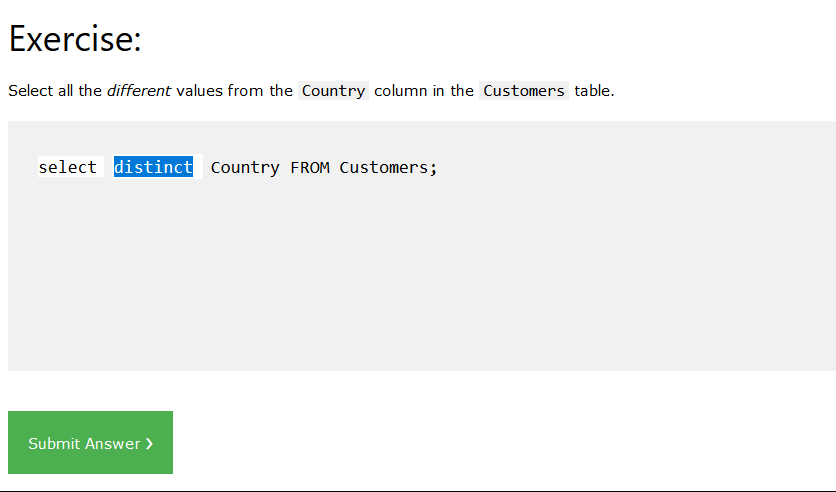 Exercise:
Select all the different values from the Country column in the Customers table.
select distinct Country FROM Customers;
Submit Answer ❯